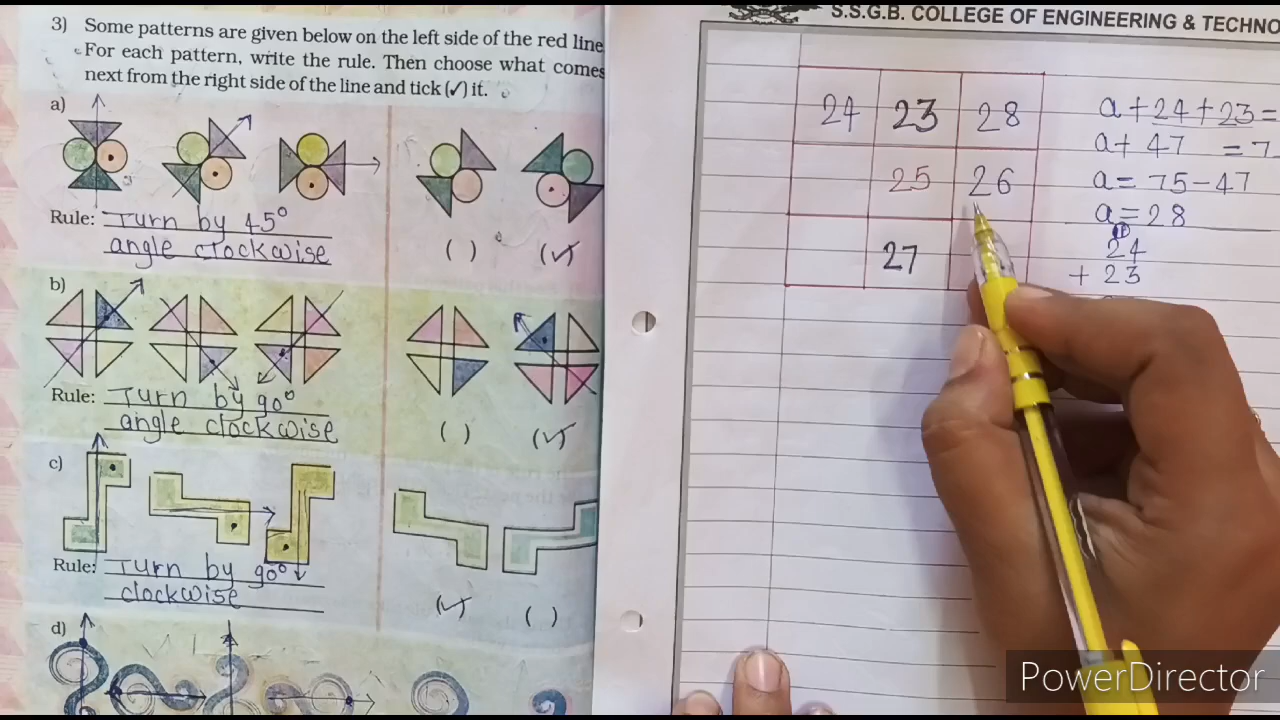 3) Some patterns are given below on the left side of the red line
For each pattern, write the rule. Then choose what comes
next from the right side of the line and tick (✓) it.
a)
Rule: Turn by 45°
angle clockwise
( ) (✓)
b)
Rule: Turn by 90°
angle clockwise
( ) (✓)
c)
Rule: Turn by 90°
clockwise
(✓) ( )
d)
S.S.G.B. COLLEGE OF ENGINEERING & TECHNO
24 23 28
25 26
27
a+24+23=
a+47 =7
a= 75-47
a=28
24
+ 23
PowerDirector